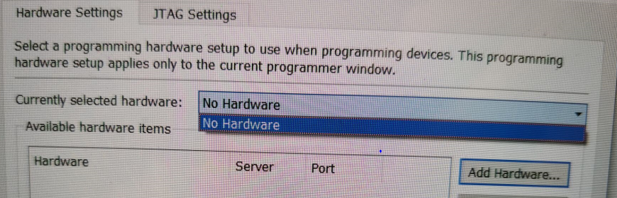 Hardware Settings JTAG Settings
Select a programming hardware setup to use when programming devices. This programming
hardware setup applies only to the current programmer window.
Currently selected hardware: No Hardware
No Hardware
Available hardware items
Hardware Server Port
Add Hardware...